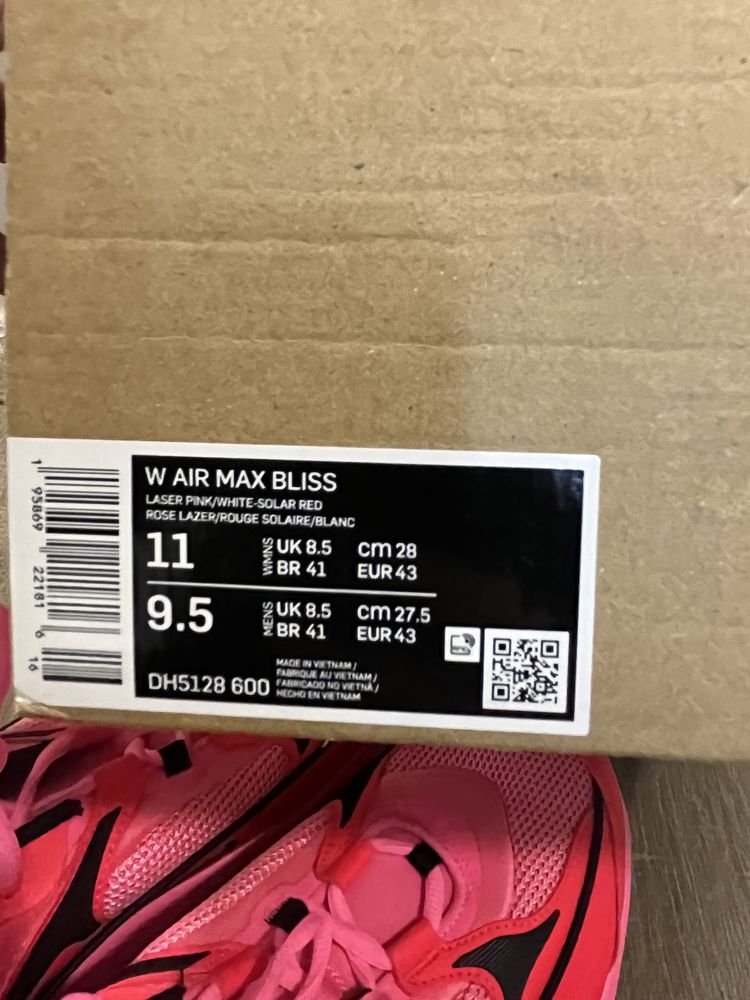 W AIR MAX BLISS
LASER PINK/WHITE-SOLAR RED
ROSE LAZER/ROUGE SOLAIRE/BLANC
11 WMNS UK 8.5 cm 28
BR 41 EUR 43
9.5 MENS UK 8.5 cm 27.5
BR 41 EUR 43
DH5128 600
MADE IN VIETNAM /
FABRIQUE AU VIETNAM /
FABRICADO NO VIETNÃ /
HECHO EN VIETNAM
1 95869 22181 6 16